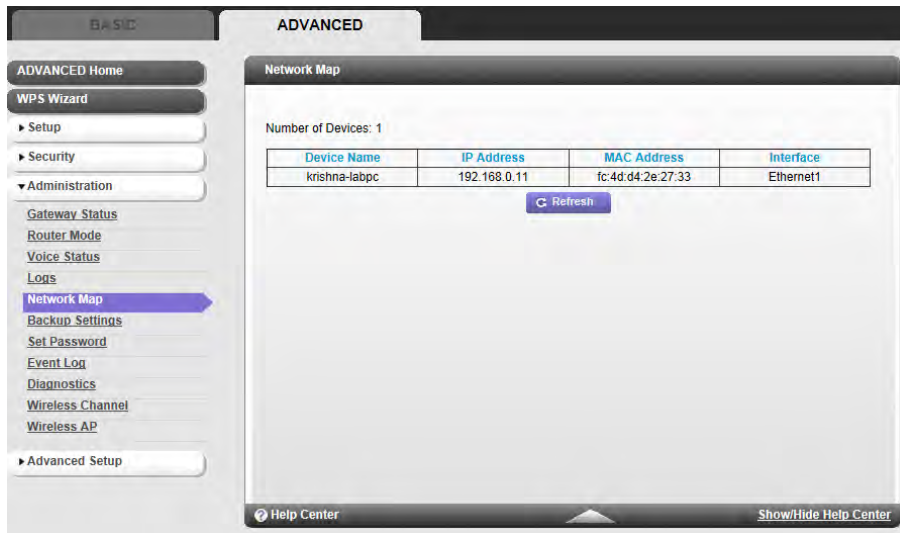 BASIC
ADVANCED
ADVANCED Home
WPS Wizard
Setup
Security
Administration
Gateway Status
Router Mode
Voice Status
Logs
Network Map
Backup Settings
Set Password
Event Log
Diagnostics
Wireless Channel
Wireless AP
Advanced Setup
Network Map
Number of Devices: 1
Device Name IP Address MAC Address Interface
krishna-labpc 192.168.0.11 fc:4d:d4:2e:27:33 Ethernet1
Refresh
Help Center Show/Hide Help Center